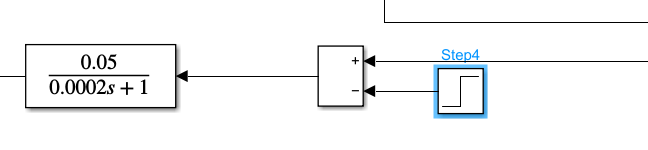 Step4
0.05
0.0002s + 1
+
−